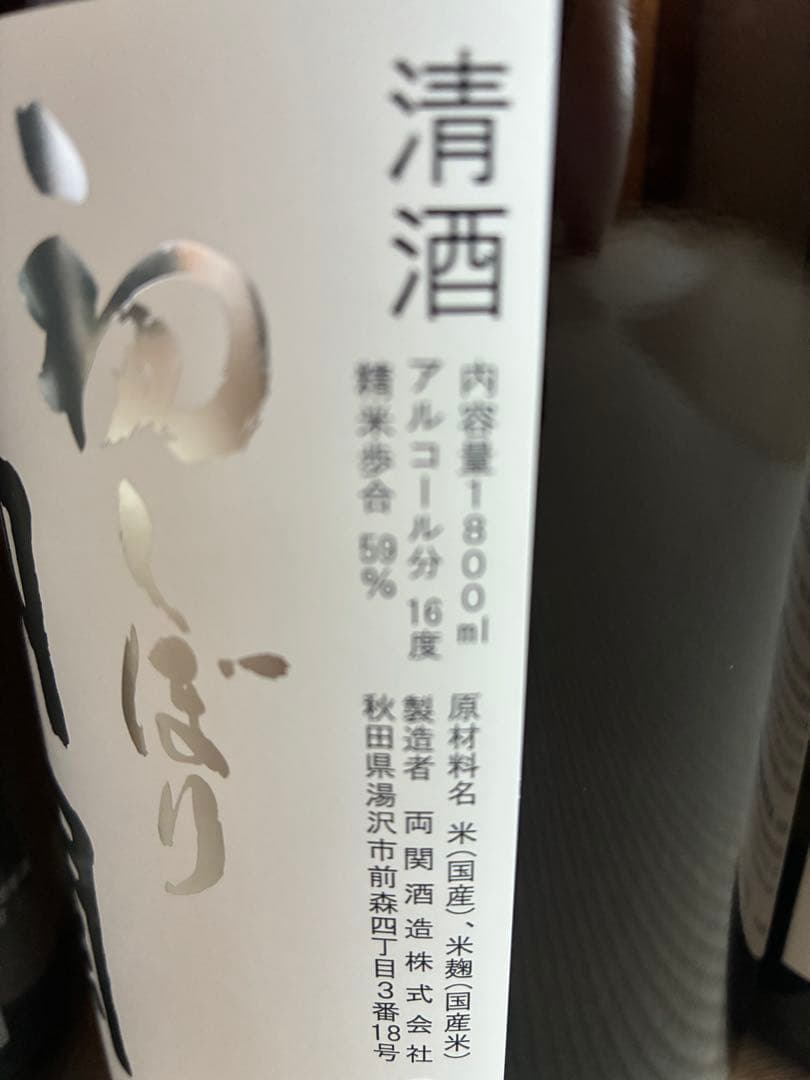 清酒
内容量1800ml
アルコール分 16度
精米歩合 59%
原材料名 米(国産)、米麹(国産米)
製造者 両関酒造株式会社
秋田県湯沢市前森四丁目3番18号
しぼり